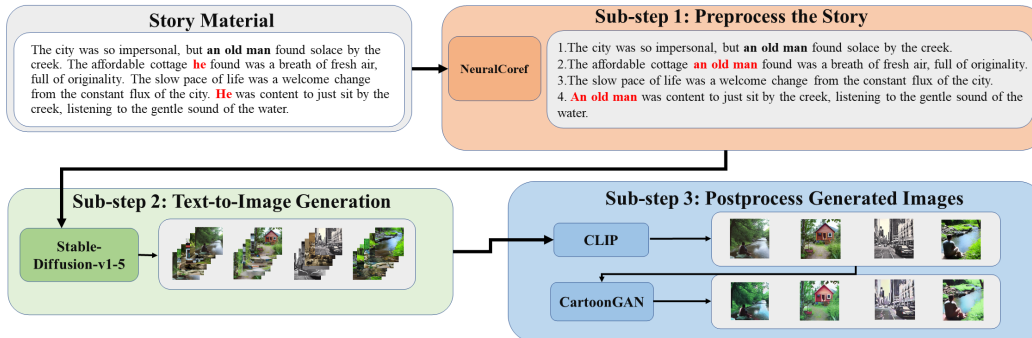 Story Material
The city was so impersonal, but an old man found solace by the
creek. The affordable cottage he found was a breath of fresh air,
full of originality. The slow pace of life was a welcome change
from the constant flux of the city. He was content to just sit by the
creek, listening to the gentle sound of the water.
Sub-step 1: Preprocess the Story
NeuralCoref
1.The city was so impersonal, but an old man found solace by the creek.
2.The affordable cottage an old man found was a breath of fresh air, full of originality.
3.The slow pace of life was a welcome change from the constant flux of the city.
4. An old man was content to just sit by the creek, listening to the gentle sound of the
water.
Sub-step 2: Text-to-Image Generation
Stable-
Diffusion-v1-5
Sub-step 3: Postprocess Generated Images
CLIP
CartoonGAN